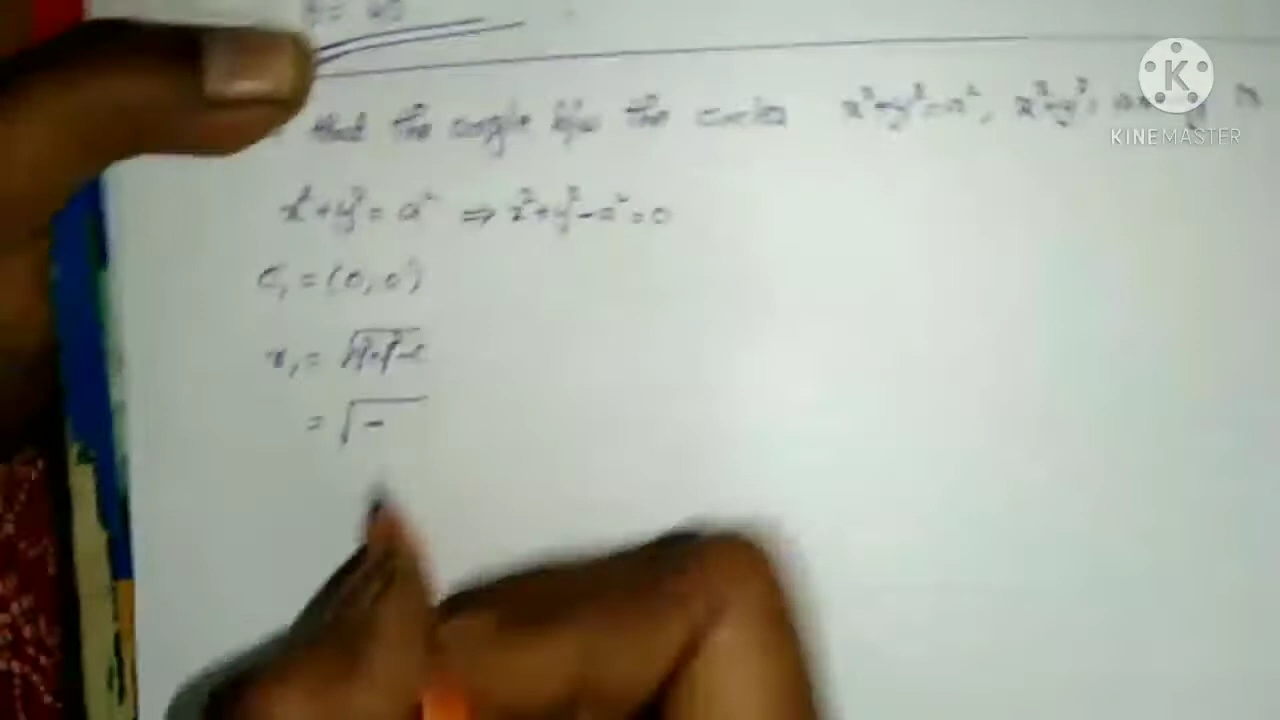 that the angle b/w the circles x²+y²=a², x²+y²=
x²+y²=a² ⇒ x²+y²-a²=0
C₁=(0,0)
r₁=√g²+f²-c
=√-
K
KINEMASTER